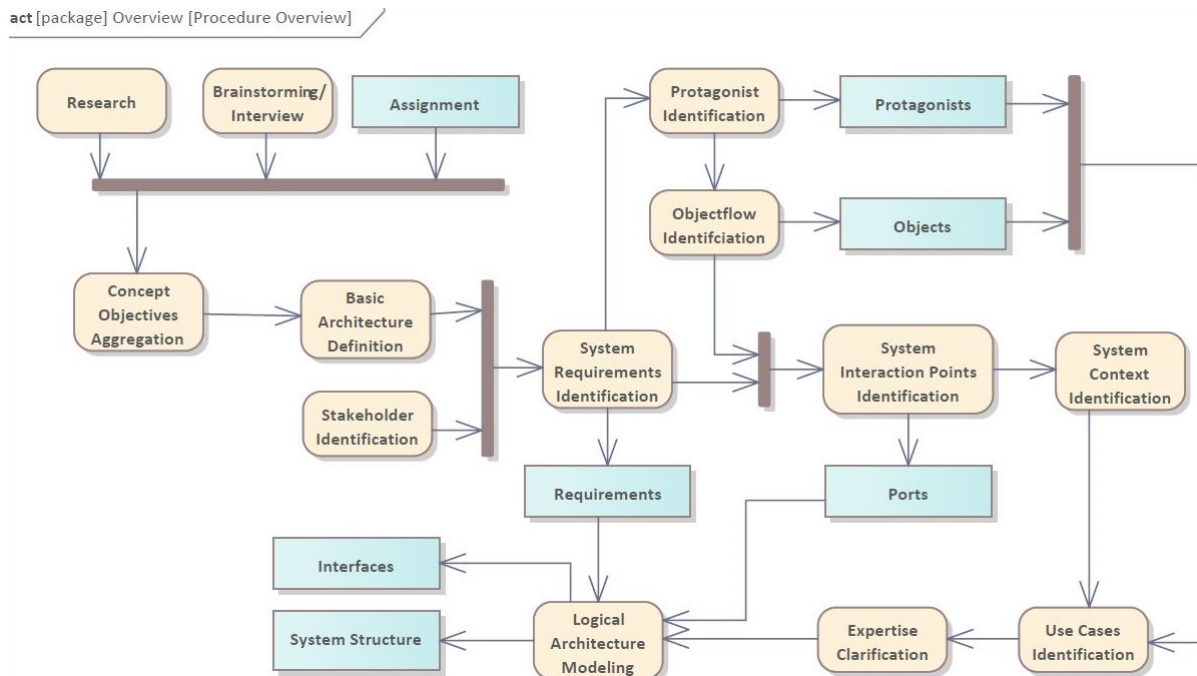 act [package] Overview [Procedure Overview]
Research
Brainstorming/
Interview
Assignment
Protagonist
Identification
Protagonists
Objectflow
Identifciation
Objects
Concept
Objectives
Aggregation
Basic
Architecture
Definition
Stakeholder
Identification
System
Requirements
Identification
System
Interaction Points
Identification
System
Context
Identification
Requirements
Ports
Interfaces
System Structure
Logical
Architecture
Modeling
Expertise
Clarification
Use Cases
Identification